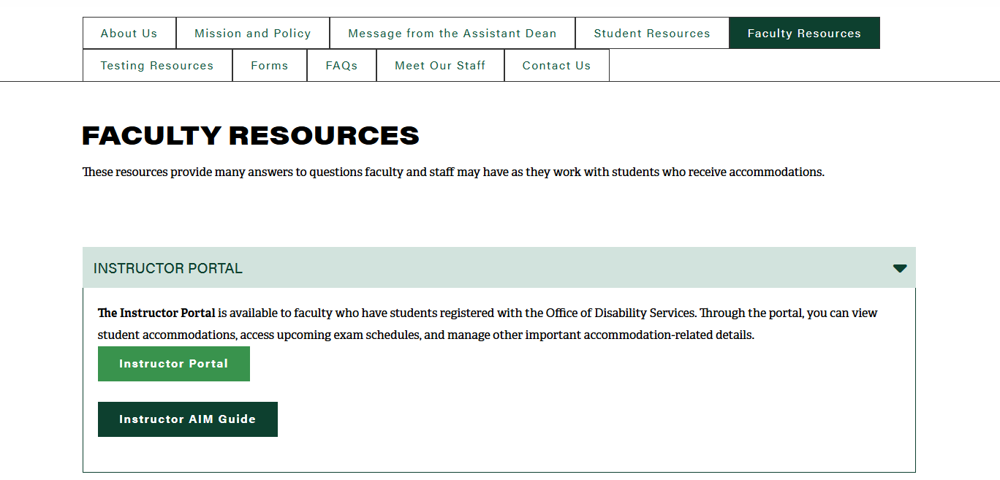 About Us
Mission and Policy
Message from the Assistant Dean
Student Resources
Faculty Resources
Testing Resources
Forms
FAQs
Meet Our Staff
Contact Us
FACULTY RESOURCES
These resources provide many answers to questions faculty and staff may have as they work with students who receive accommodations.
INSTRUCTOR PORTAL
The Instructor Portal is available to faculty who have students registered with the Office of Disability Services. Through the portal, you can view
student accommodations, access upcoming exam schedules, and manage other important accommodation-related details.
Instructor Portal
Instructor AIM Guide